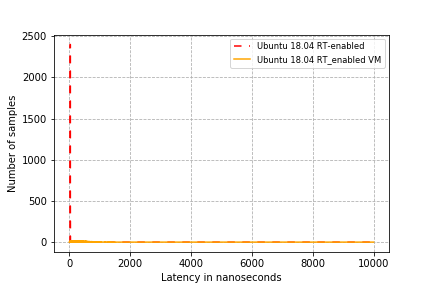 2500
2000
1500
1000
500
0
Number of samples
Ubuntu 18.04 RT-enabled
Ubuntu 18.04 RT_enabled VM
0 2000 4000 6000 8000 10000
Latency in nanoseconds